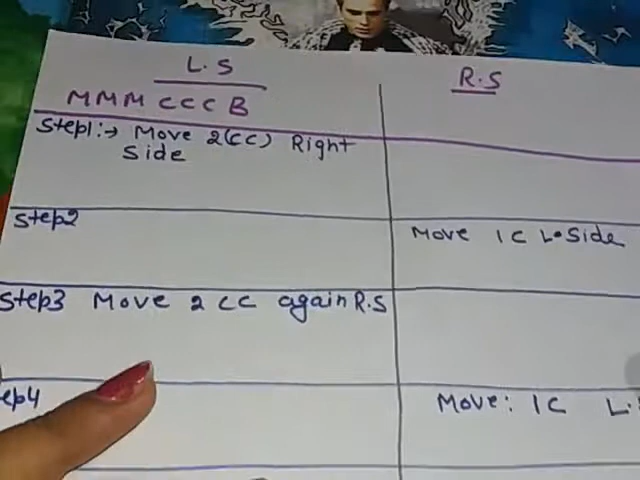 L.S
R.S
MMM CCC B
Step1:→ Move 2(CC) Right
Side
Step2
Move 1C L.Side
Step3 Move 2 CC again R.S
ep4
Move: 1C L.